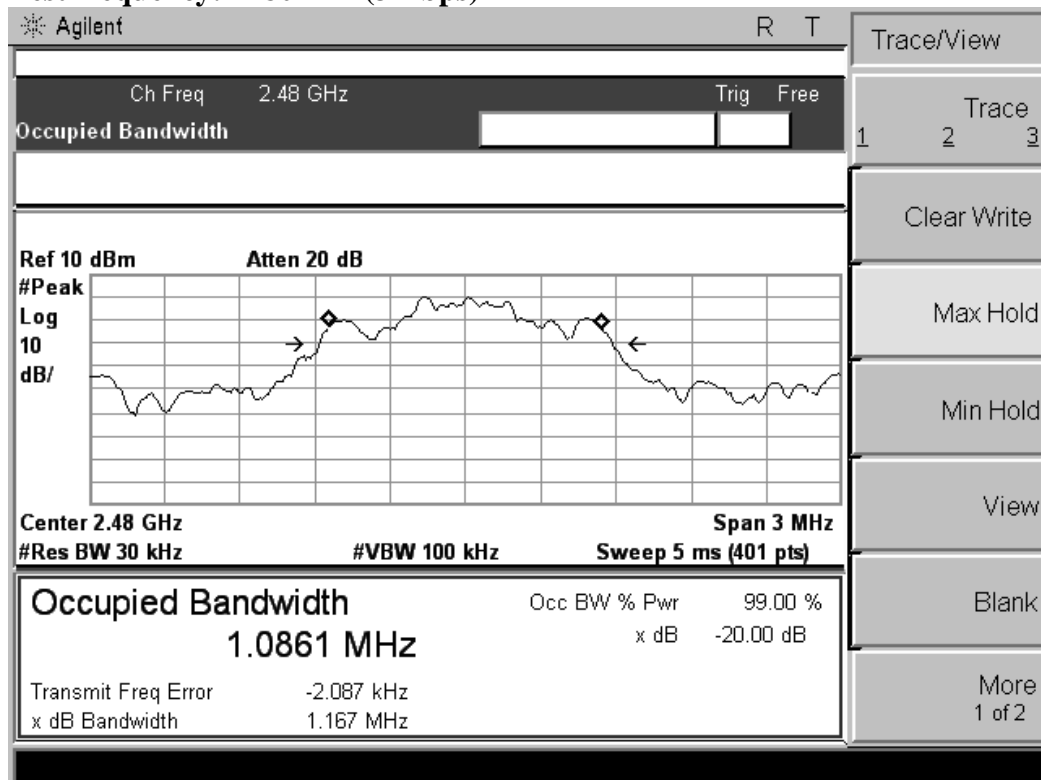 Agilent R T
Trace/View
Ch Freq 2.48 GHz Trig Free
Occupied Bandwidth
Trace
1 2 3
Clear Write
Max Hold
Min Hold
View
Blank
More
1 of 2
Ref 10 dBm Atten 20 dB
#Peak
Log
10
dB/
Center 2.48 GHz Span 3 MHz
#Res BW 30 kHz #VBW 100 kHz Sweep 5 ms (401 pts)
Occupied Bandwidth
1.0861 MHz
Occ BW % Pwr 99.00 %
x dB -20.00 dB
Transmit Freq Error -2.087 kHz
x dB Bandwidth 1.167 MHz